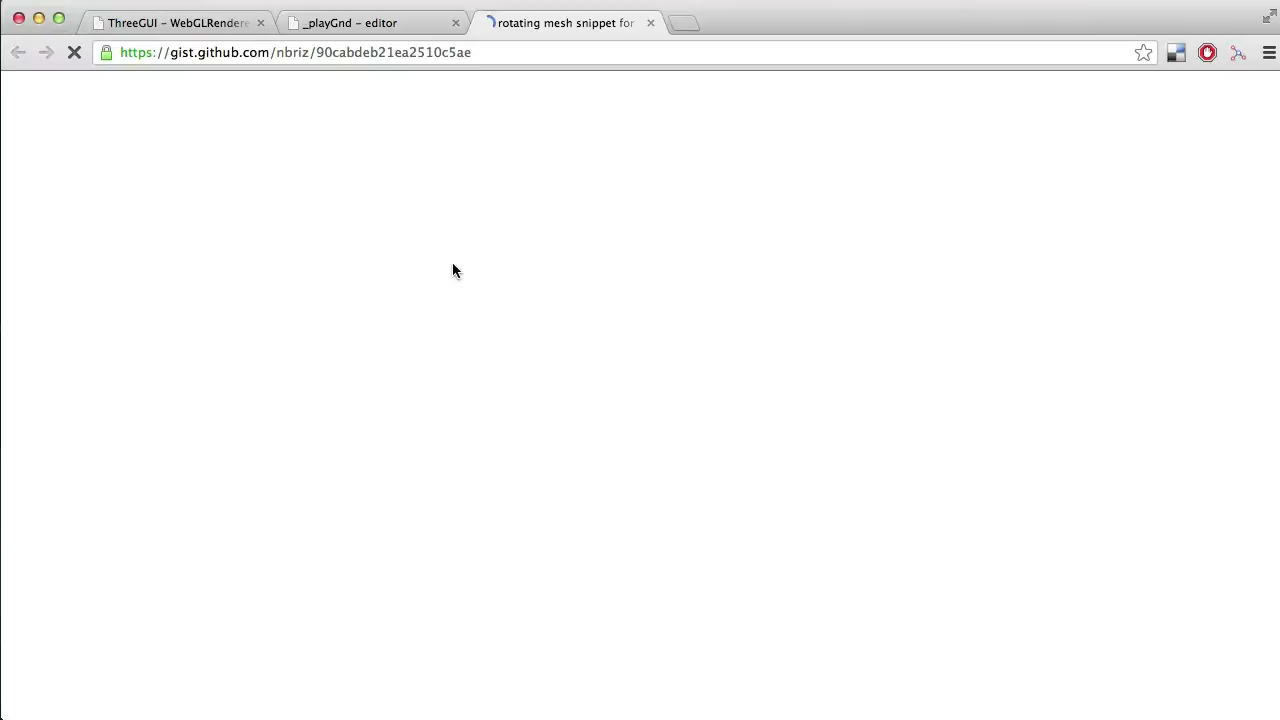 ThreeGUI – WebGLRendere
_playGnd – editor
rotating mesh snippet for
https://gist.github.com/nbriz/90cabdeb21ea2510c5ae